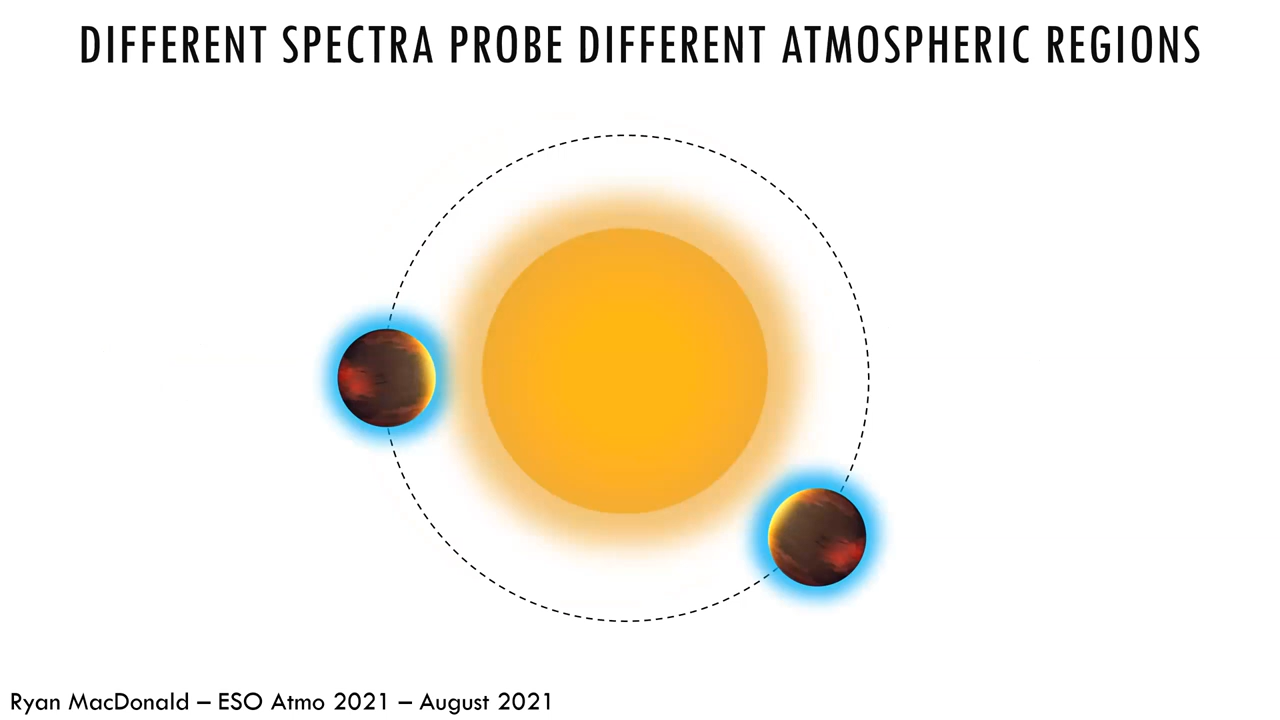 DIFFERENT SPECTRA PROBE DIFFERENT ATMOSPHERIC REGIONS
Ryan MacDonald – ESO Atmo 2021 – August 2021